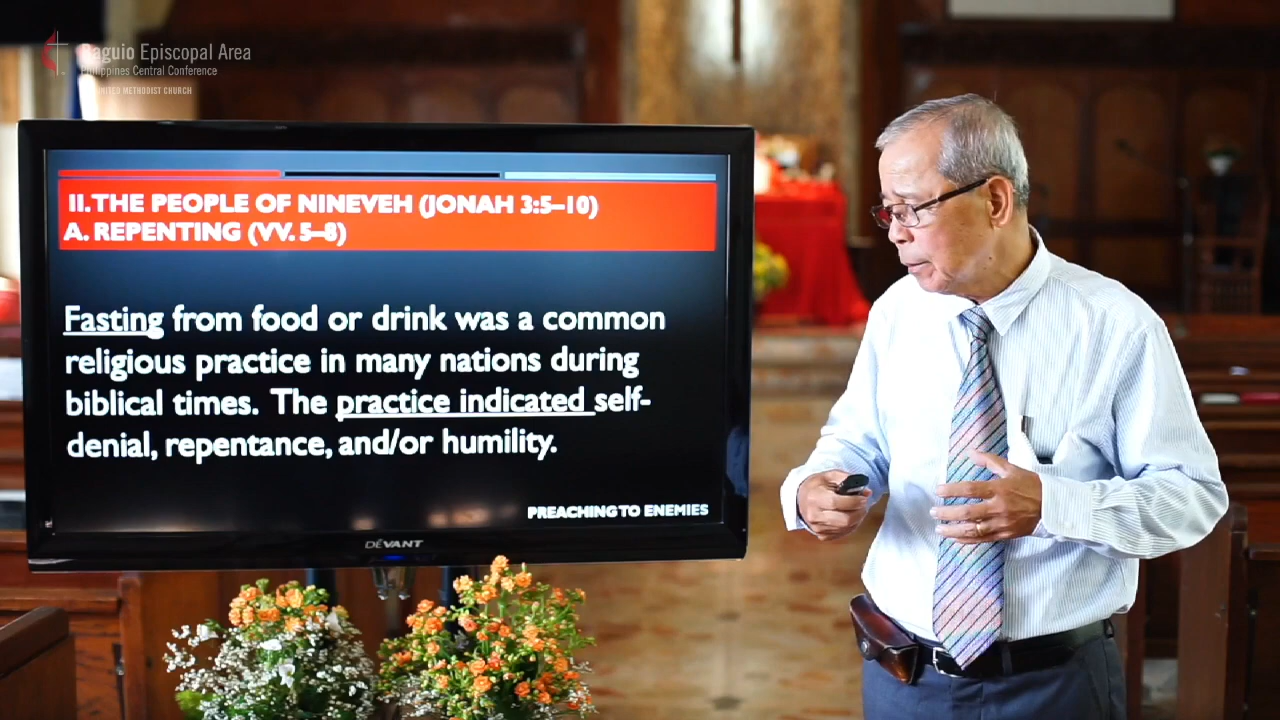 Baguio Episcopal Area
Philippines Central Conference
UNITED METHODIST CHURCH
II. THE PEOPLE OF NINEVEH (JONAH 3:5–10)
A. REPENTING (VV. 5–8)
Fasting from food or drink was a common
religious practice in many nations during
biblical times. The practice indicated self-
denial, repentance, and/or humility.
PREACHING TO ENEMIES
DEVANT